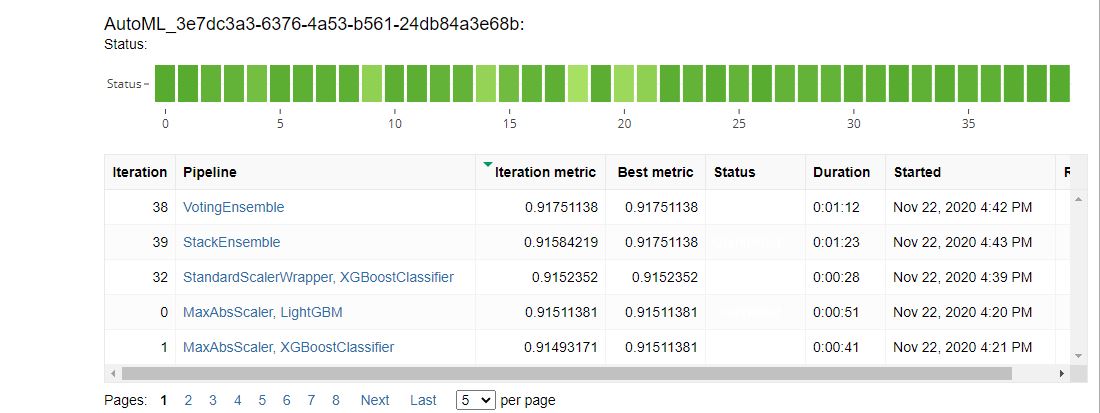 AutoML_3e7dc3a3-6376-4a53-b561-24db84a3e68b:
Status:
Status
0 5 10 15 20 25 30 35
Iteration Pipeline Iteration metric Best metric Status Duration Started
38 VotingEnsemble 0.91751138 0.91751138 0:01:12 Nov 22, 2020 4:42 PM
39 StackEnsemble 0.91584219 0.91751138 0:01:23 Nov 22, 2020 4:43 PM
32 StandardScalerWrapper, XGBoostClassifier 0.9152352 0.9152352 0:00:28 Nov 22, 2020 4:39 PM
0 MaxAbsScaler, LightGBM 0.91511381 0.91511381 0:00:51 Nov 22, 2020 4:20 PM
1 MaxAbsScaler, XGBoostClassifier 0.91493171 0.91511381 0:00:41 Nov 22, 2020 4:21 PM
Pages: 1 2 3 4 5 6 7 8 Next Last 5 per page